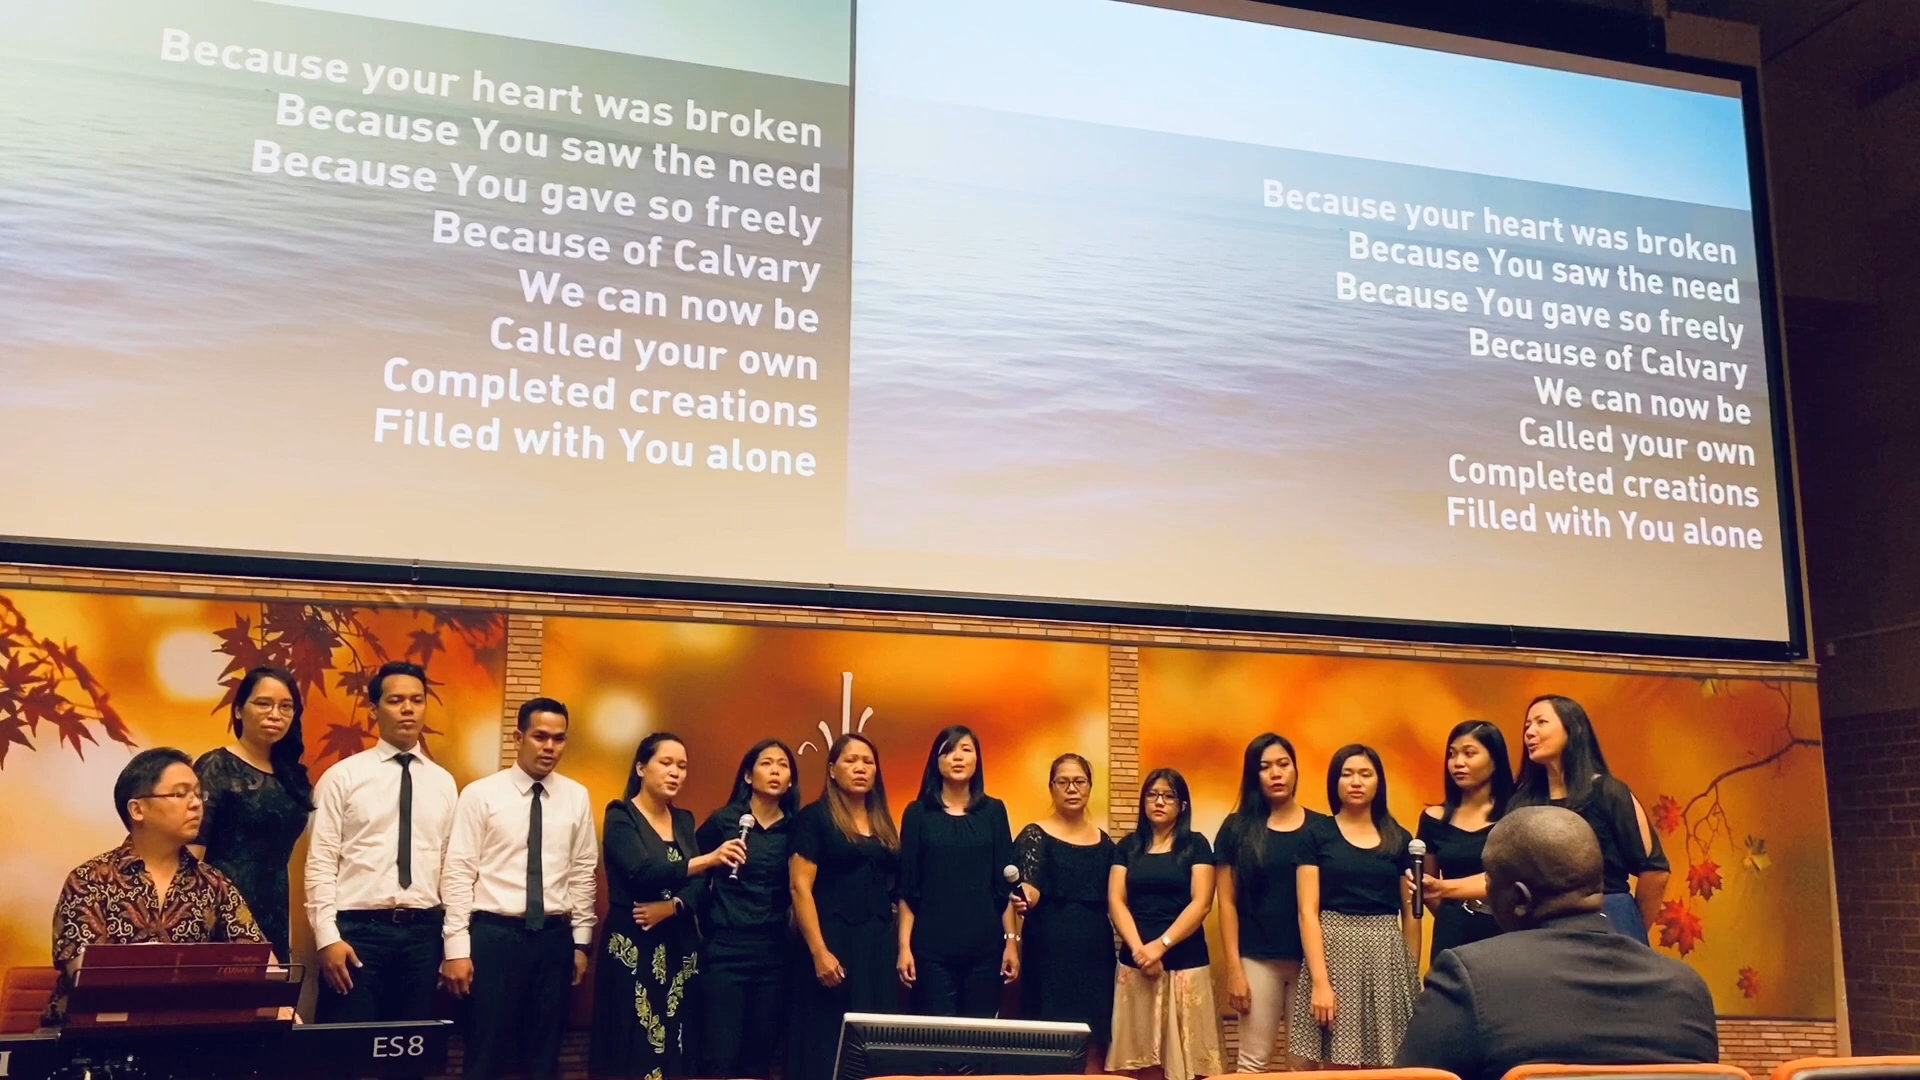 Because your heart was broken
Because You saw the need
Because You gave so freely
Because of Calvary
We can now be
Called your own
Completed creations
Filled with You alone
Because your heart was broken
Because You saw the need
Because You gave so freely
Because of Calvary
We can now be
Called your own
Completed creations
Filled with You alone
ES8